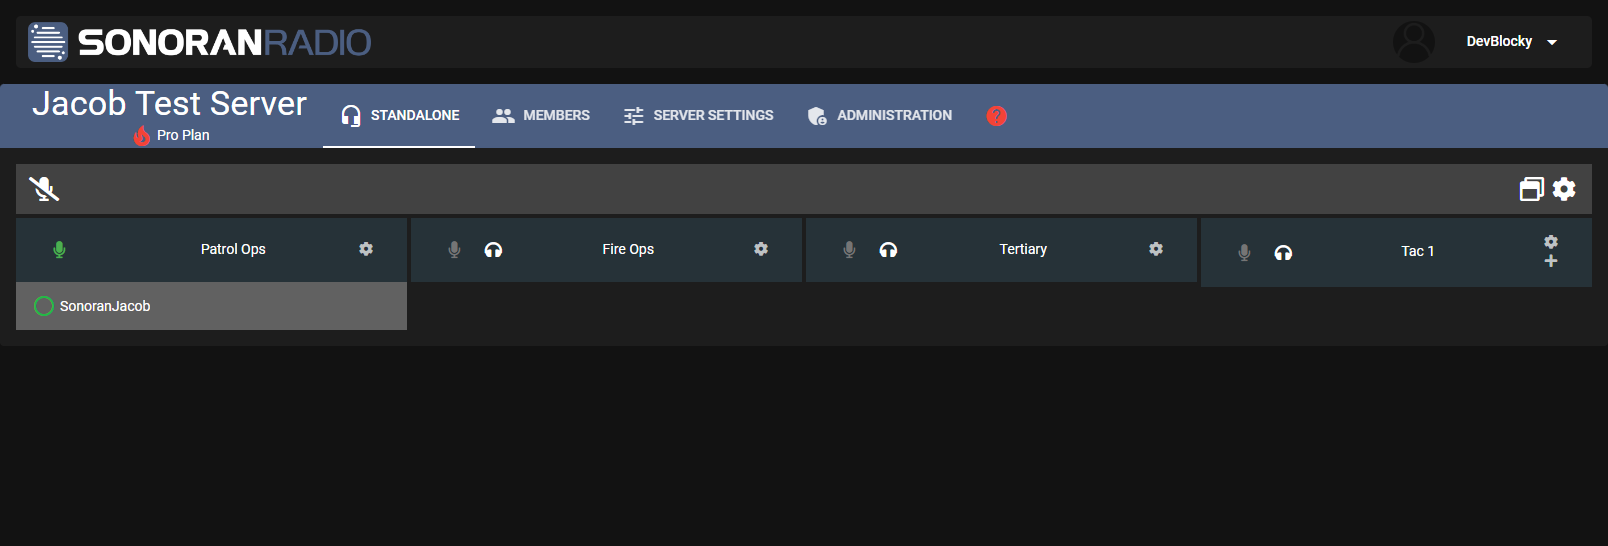 SONORANRADIO
DevBlocky
Jacob Test Server
Pro Plan
STANDALONE
MEMBERS
SERVER SETTINGS
ADMINISTRATION
?
Patrol Ops
Fire Ops
Tertiary
Tac 1
SonoranJacob